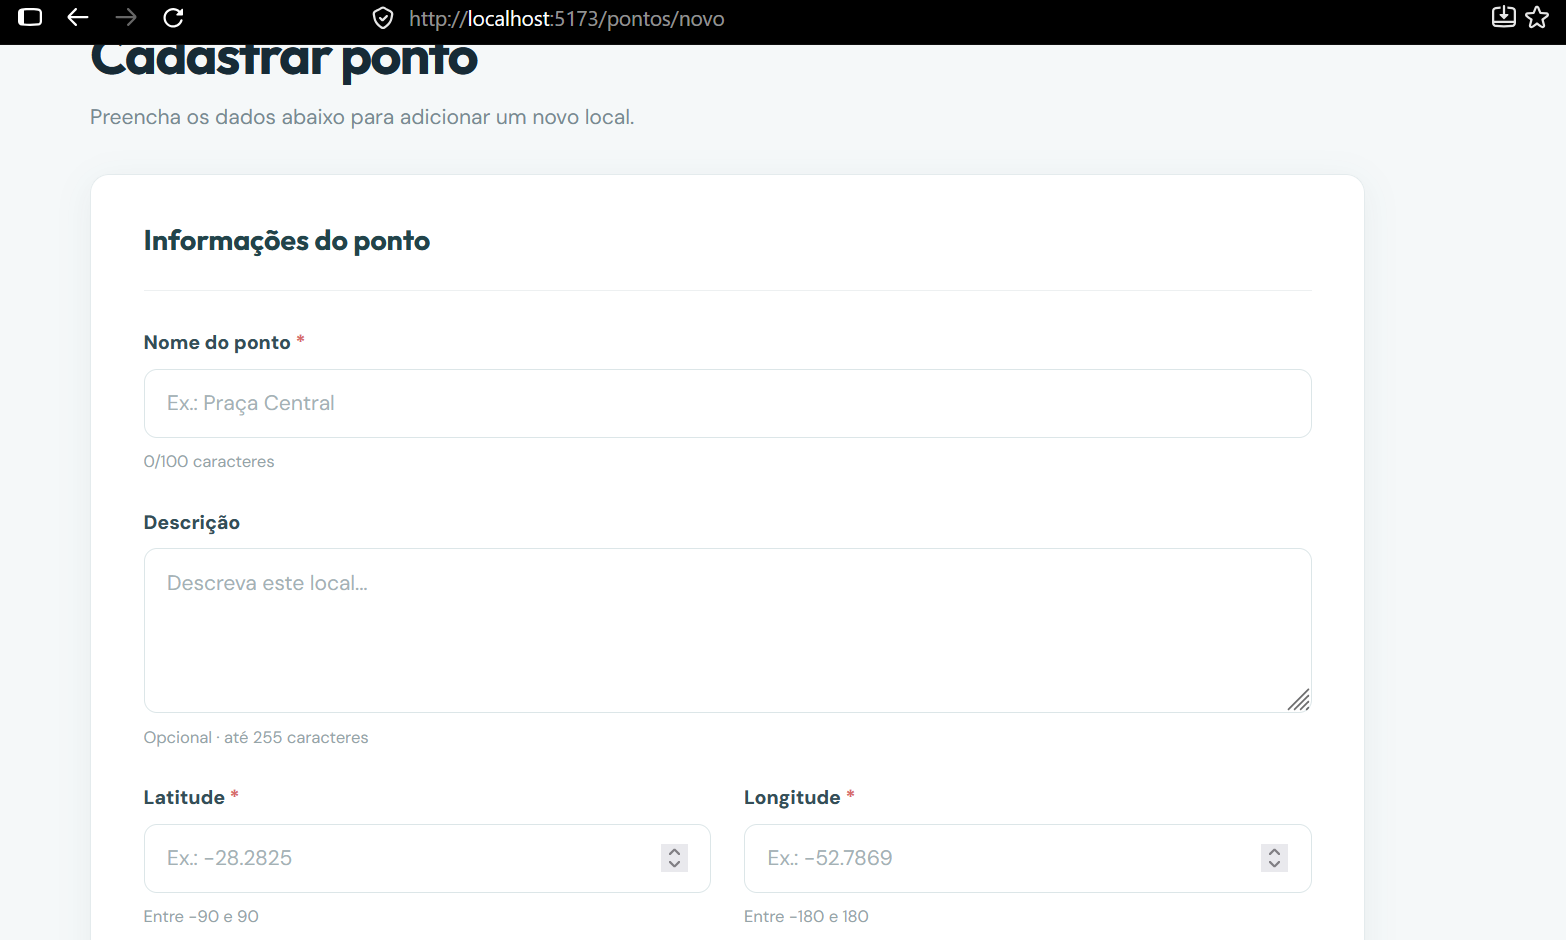 http://localhost:5173/pontos/novo
Cadastrar ponto
Preencha os dados abaixo para adicionar um novo local.
Informações do ponto
Nome do ponto *
Ex.: Praça Central
0/100 caracteres
Descrição
Descreva este local...
Opcional · até 255 caracteres
Latitude * Longitude *
Ex.: -28.2825 Ex.: -52.7869
Entre -90 e 90 Entre -180 e 180